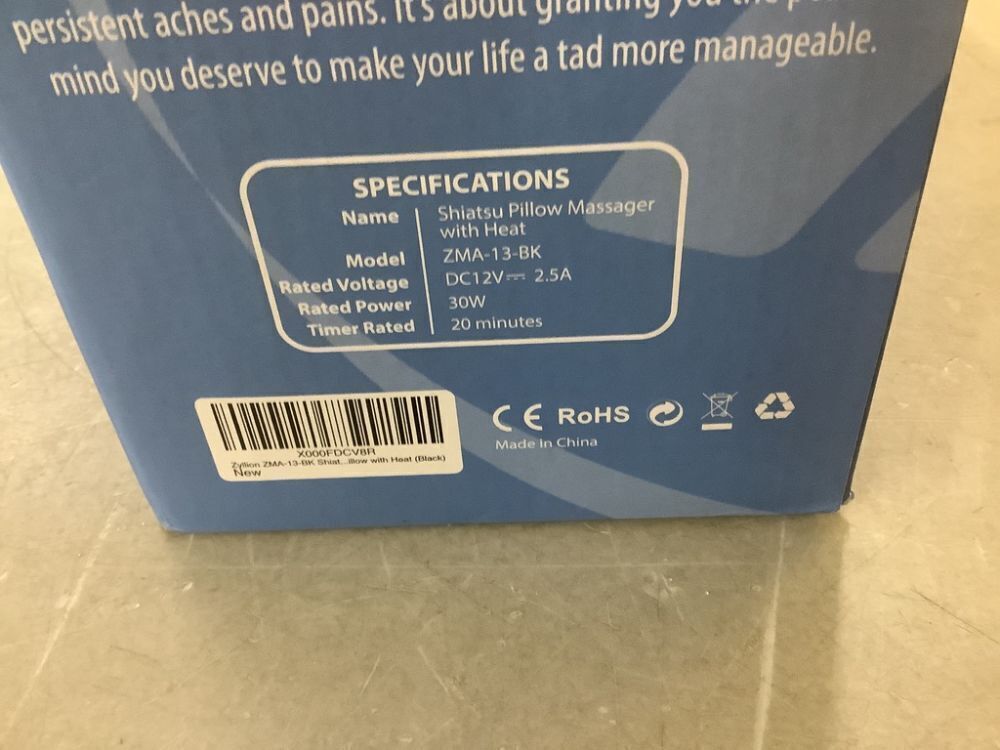 persistent aches and pains. It's about granting you the
mind you deserve to make your life a tad more manageable.
SPECIFICATIONS
Name Shiatsu Pillow Massager
with Heat
Model ZMA-13-BK
Rated Voltage DC12V⎓ 2.5A
Rated Power 30W
Timer Rated 20 minutes
X000FDCV8R
Zyllion ZMA-13-BK Shiat...illow with Heat (Black)
New
CE RoHS
Made in China